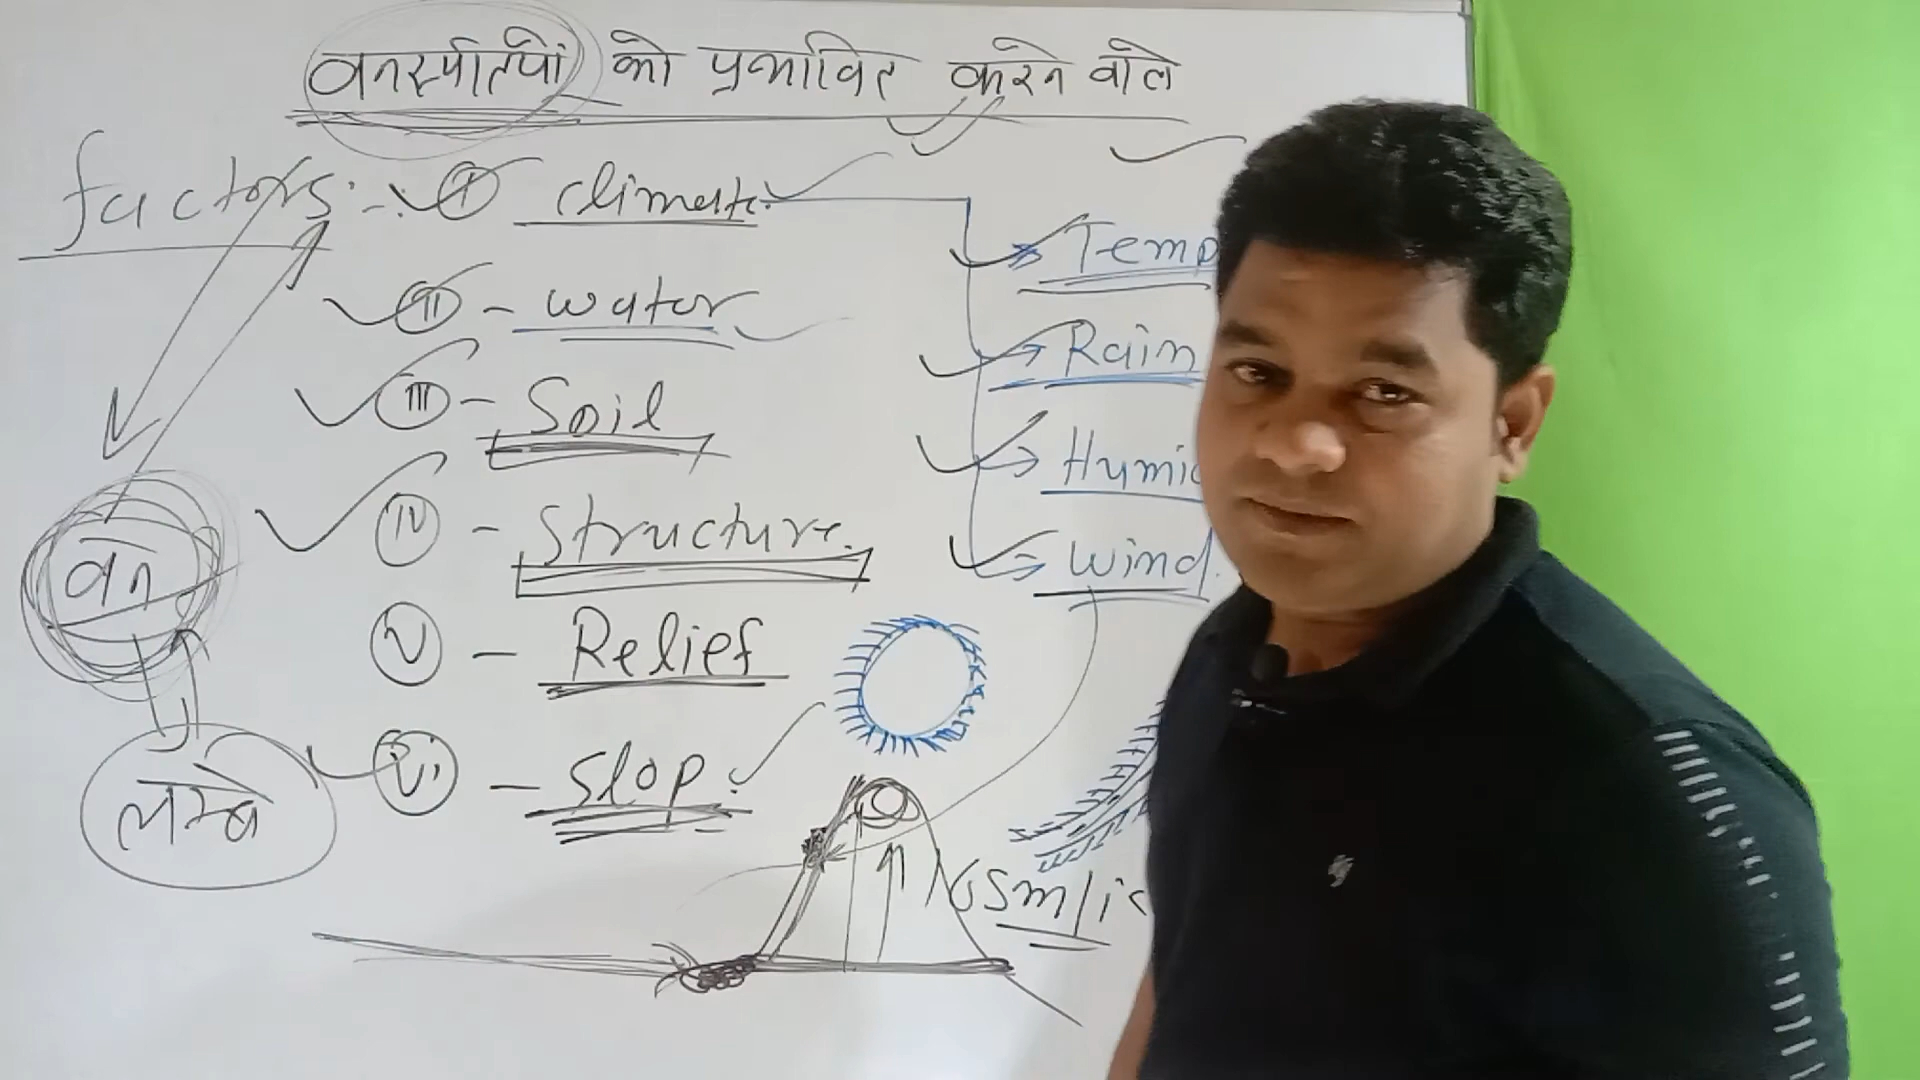 वनस्पतियों को प्रभावित करने वाले
factors:-
I climate.
II - water
III - Soil
IV - Structure.
V - Relief
VI - Slop.
Temp
Rain
Humid
Wind.
वन
लम्बे